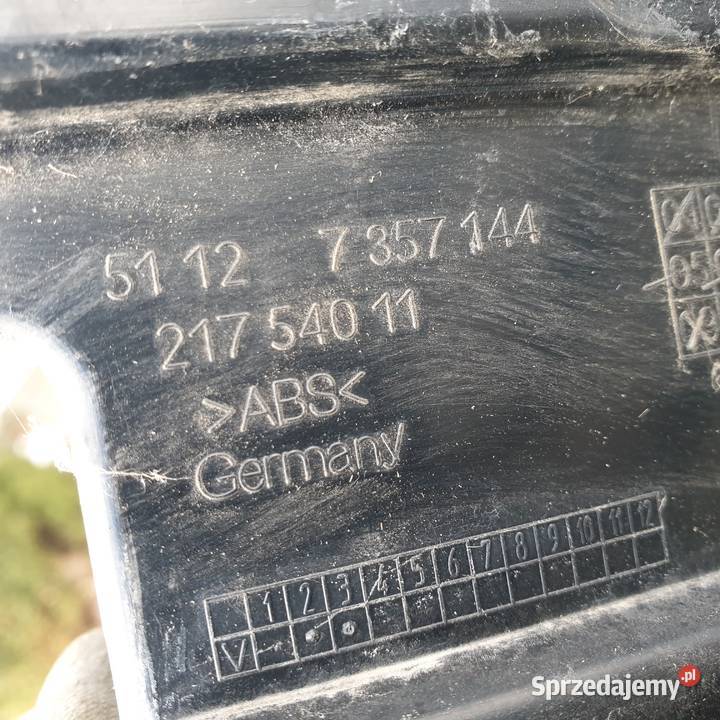 51 12 7 357 144
217 540 11
>ABS<
Germany
1 2 3 4 5 6 7 8 9 10 11 12
V
Sprzedajemy.pl